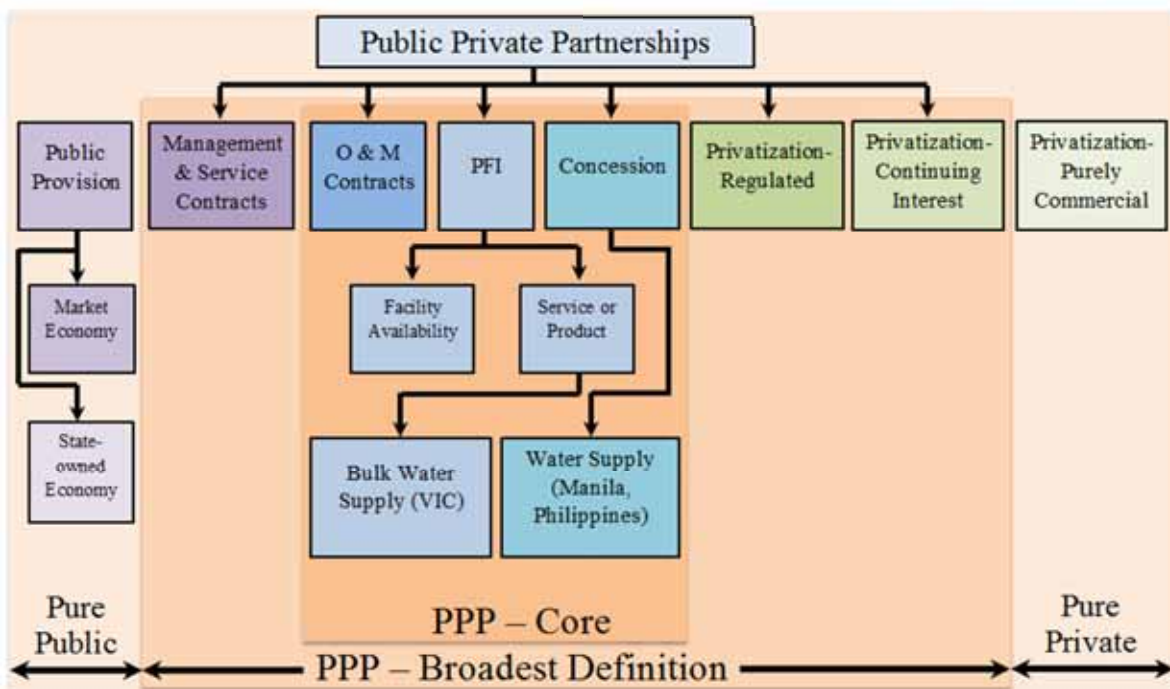 Public Private Partnerships
Public
Provision
Management
& Service
Contracts
O & M
Contracts
PFI
Concession
Privatization-
Regulated
Privatization-
Continuing
Interest
Privatization-
Purely
Commercial
Market
Economy
Facility
Availability
Service or
Product
State-
owned
Economy
Bulk Water
Supply (VIC)
Water Supply
(Manila,
Philippines)
Pure
Public
PPP – Core
Pure
Private
PPP – Broadest Definition